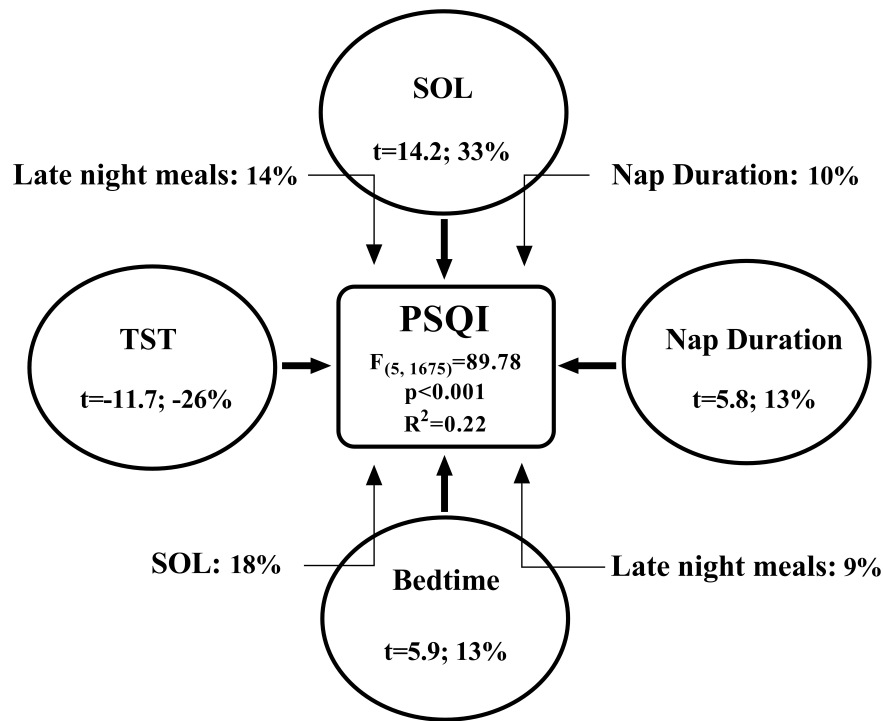 SOL
t=14.2; 33%
Late night meals: 14%
Nap Duration: 10%
TST
t=-11.7; -26%
PSQI
F(5, 1675)=89.78
p<0.001
R²=0.22
Nap Duration
t=5.8; 13%
SOL: 18%
Late night meals: 9%
Bedtime
t=5.9; 13%